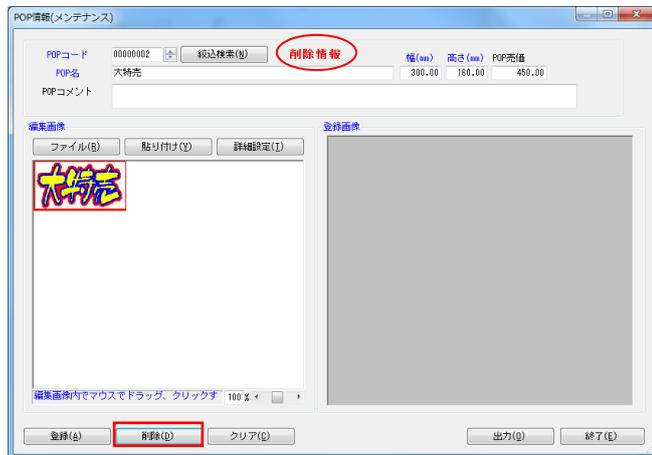 POP情報(メンテナンス)
POPコード 00000002 絞込検索(N) 削除情報 幅(mm) 高さ(mm) POP売価
POP名 大特売 300.00 160.00 450.00
POPコメント
編集画像 登録画像
ファイル(R) 貼り付け(Y) 詳細設定(I)
大特売
編集画像内でマウスでドラッグ、クリックす 100 %
登録(A) 削除(D) クリア(C) 出力(O) 終了(E)